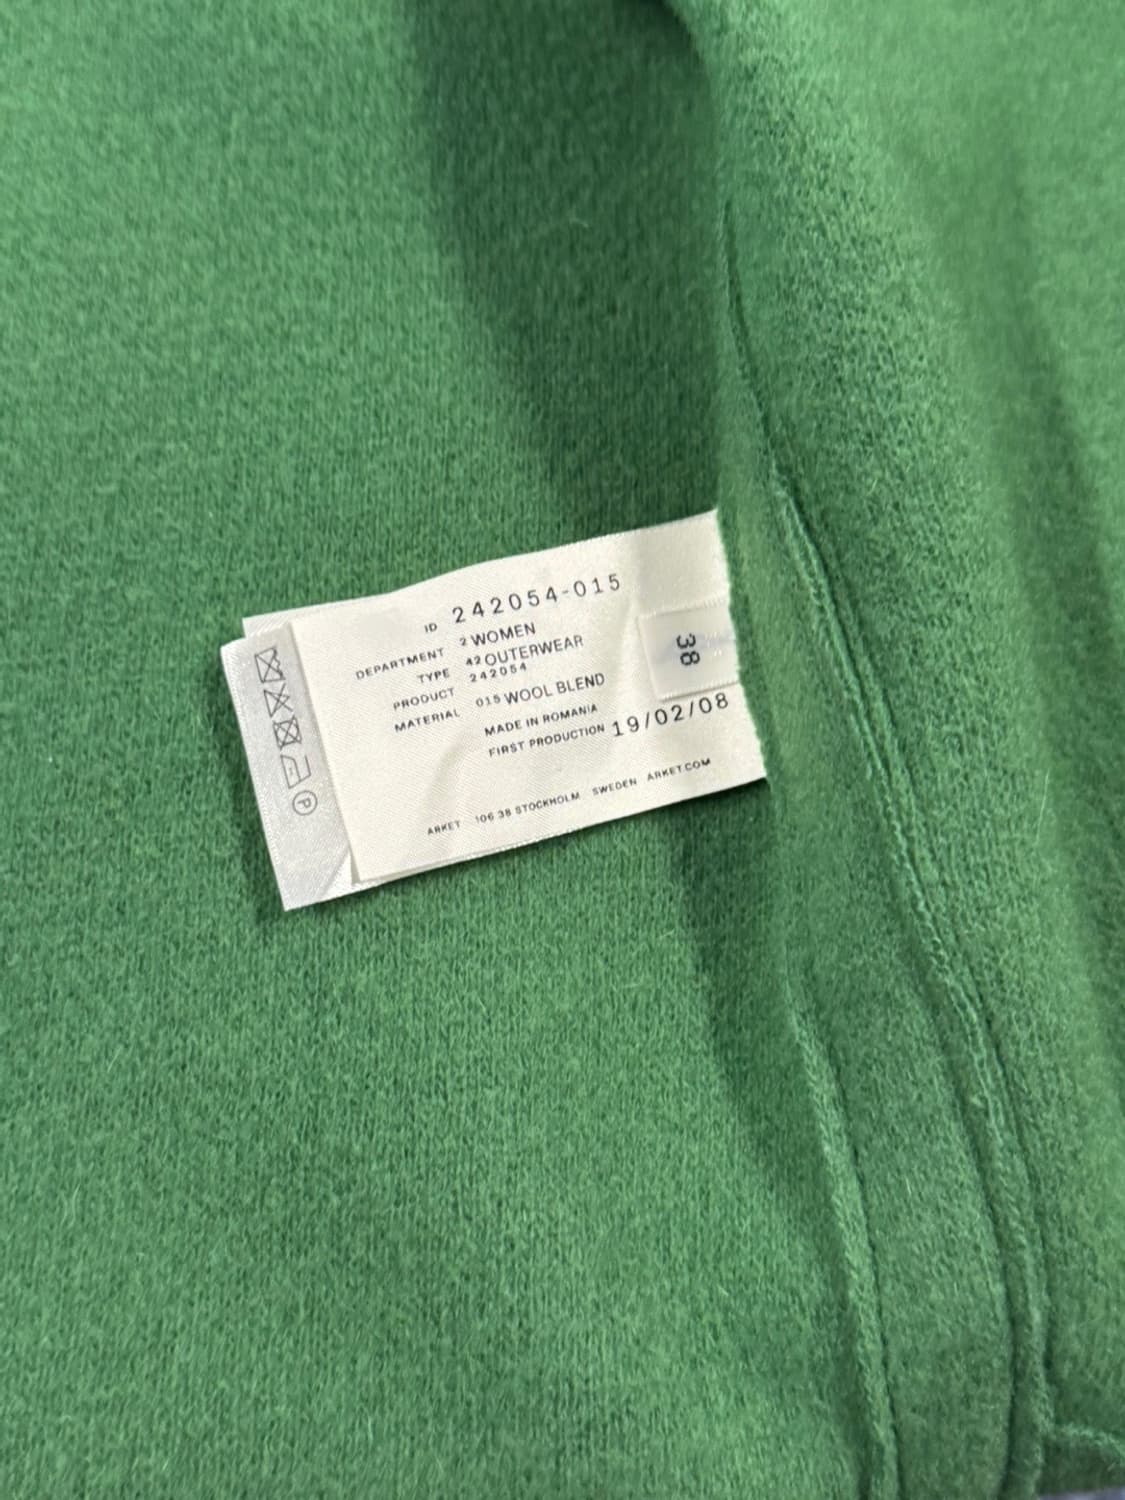 ID 242054-015
DEPARTMENT 2 WOMEN
TYPE 42 OUTERWEAR
PRODUCT 242054
MATERIAL 015 WOOL BLEND
MADE IN ROMANIA
FIRST PRODUCTION 19/02/08
ARKET 106 38 STOCKHOLM SWEDEN ARKET.COM
38
P